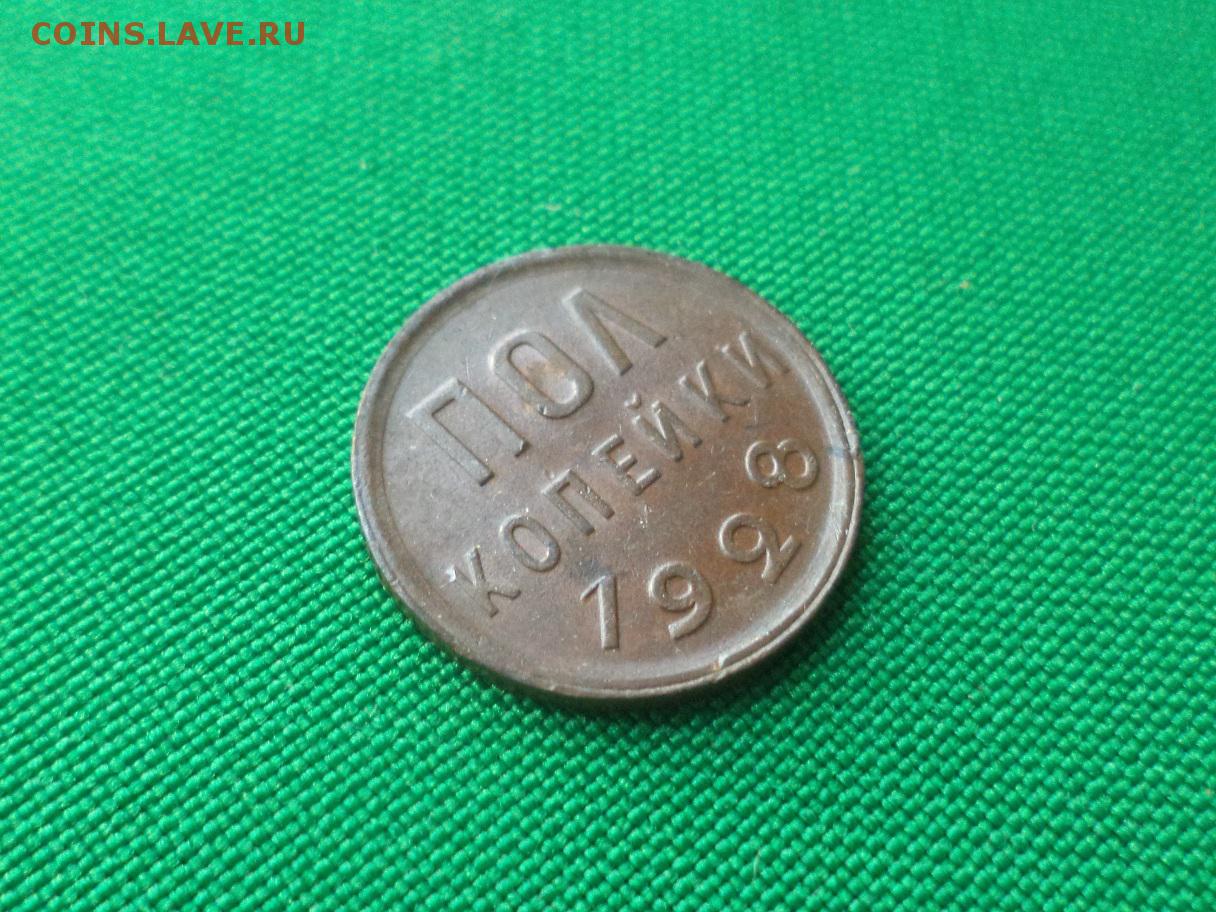 COINS.LAVE.RU
ПОЛ
КОПЕЙКИ
1928